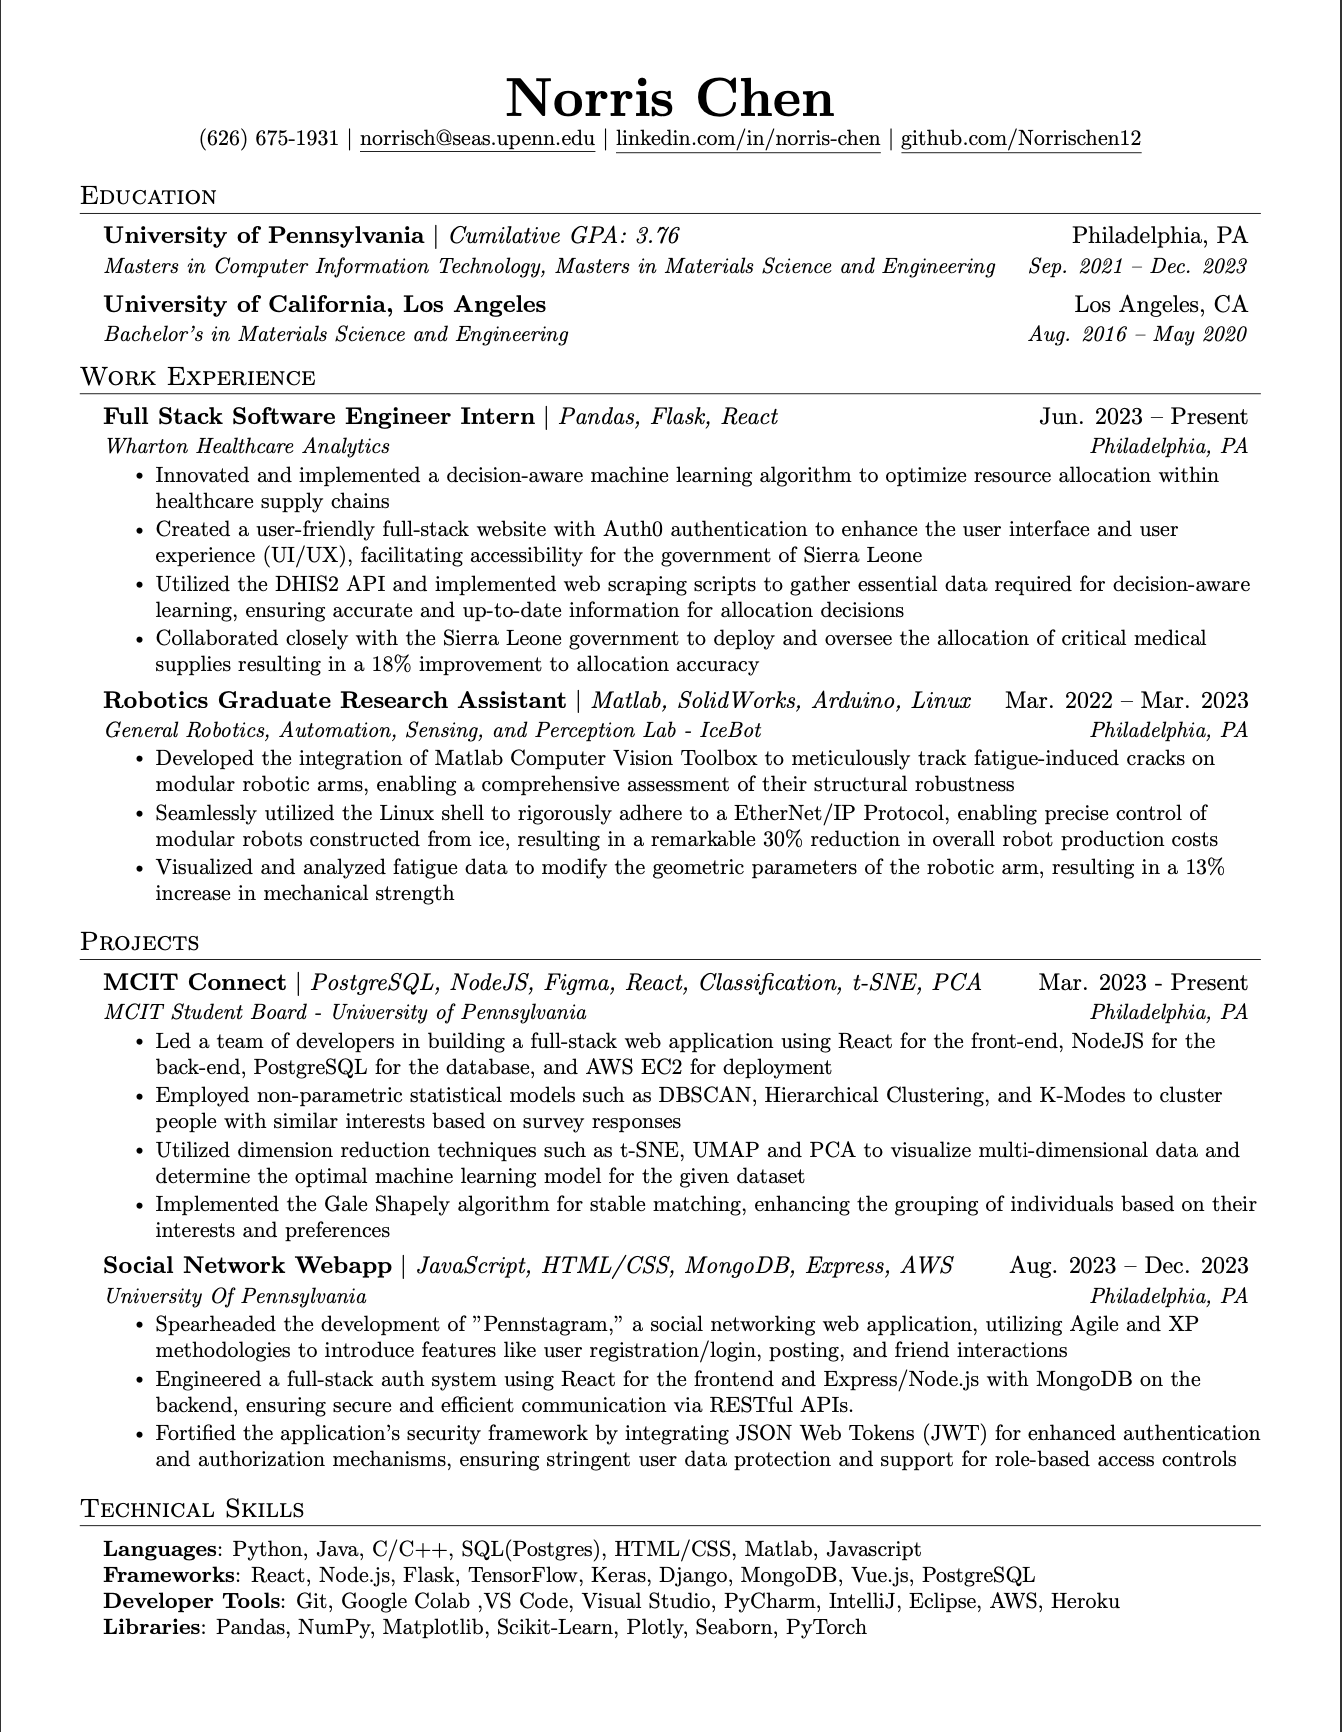 Norris Chen
(626) 675-1931 | norrisch@seas.upenn.edu | linkedin.com/in/norris-chen | github.com/Norrischen12
Education
University of Pennsylvania | Cumilative GPA: 3.76 Philadelphia, PA
Masters in Computer Information Technology, Masters in Materials Science and Engineering Sep. 2021 – Dec. 2023
University of California, Los Angeles Los Angeles, CA
Bachelor's in Materials Science and Engineering Aug. 2016 – May 2020
Work Experience
Full Stack Software Engineer Intern | Pandas, Flask, React Jun. 2023 – Present
Wharton Healthcare Analytics Philadelphia, PA
• Innovated and implemented a decision-aware machine learning algorithm to optimize resource allocation within
healthcare supply chains
• Created a user-friendly full-stack website with Auth0 authentication to enhance the user interface and user
experience (UI/UX), facilitating accessibility for the government of Sierra Leone
• Utilized the DHIS2 API and implemented web scraping scripts to gather essential data required for decision-aware
learning, ensuring accurate and up-to-date information for allocation decisions
• Collaborated closely with the Sierra Leone government to deploy and oversee the allocation of critical medical
supplies resulting in a 18% improvement to allocation accuracy
Robotics Graduate Research Assistant | Matlab, SolidWorks, Arduino, Linux Mar. 2022 – Mar. 2023
General Robotics, Automation, Sensing, and Perception Lab - IceBot Philadelphia, PA
• Developed the integration of Matlab Computer Vision Toolbox to meticulously track fatigue-induced cracks on
modular robotic arms, enabling a comprehensive assessment of their structural robustness
• Seamlessly utilized the Linux shell to rigorously adhere to a EtherNet/IP Protocol, enabling precise control of
modular robots constructed from ice, resulting in a remarkable 30% reduction in overall robot production costs
• Visualized and analyzed fatigue data to modify the geometric parameters of the robotic arm, resulting in a 13%
increase in mechanical strength
Projects
MCIT Connect | PostgreSQL, NodeJS, Figma, React, Classification, t-SNE, PCA Mar. 2023 - Present
MCIT Student Board - University of Pennsylvania Philadelphia, PA
• Led a team of developers in building a full-stack web application using React for the front-end, NodeJS for the
back-end, PostgreSQL for the database, and AWS EC2 for deployment
• Employed non-parametric statistical models such as DBSCAN, Hierarchical Clustering, and K-Modes to cluster
people with similar interests based on survey responses
• Utilized dimension reduction techniques such as t-SNE, UMAP and PCA to visualize multi-dimensional data and
determine the optimal machine learning model for the given dataset
• Implemented the Gale Shapely algorithm for stable matching, enhancing the grouping of individuals based on their
interests and preferences
Social Network Webapp | JavaScript, HTML/CSS, MongoDB, Express, AWS Aug. 2023 – Dec. 2023
University Of Pennsylvania Philadelphia, PA
• Spearheaded the development of ”Pennstagram,” a social networking web application, utilizing Agile and XP
methodologies to introduce features like user registration/login, posting, and friend interactions
• Engineered a full-stack auth system using React for the frontend and Express/Node.js with MongoDB on the
backend, ensuring secure and efficient communication via RESTful APIs.
• Fortified the application's security framework by integrating JSON Web Tokens (JWT) for enhanced authentication
and authorization mechanisms, ensuring stringent user data protection and support for role-based access controls
Technical Skills
Languages: Python, Java, C/C++, SQL(Postgres), HTML/CSS, Matlab, Javascript
Frameworks: React, Node.js, Flask, TensorFlow, Keras, Django, MongoDB, Vue.js, PostgreSQL
Developer Tools: Git, Google Colab ,VS Code, Visual Studio, PyCharm, IntelliJ, Eclipse, AWS, Heroku
Libraries: Pandas, NumPy, Matplotlib, Scikit-Learn, Plotly, Seaborn, PyTorch